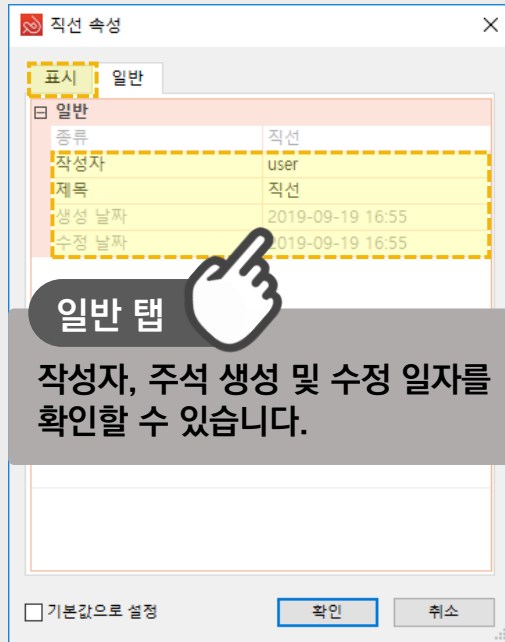 직선 속성
표시 일반
일반
종류 직선
작성자 user
제목 직선
생성 날짜 2019-09-19 16:55
수정 날짜 2019-09-19 16:55
일반 탭
작성자, 주석 생성 및 수정 일자를
확인할 수 있습니다.
기본값으로 설정 확인 취소